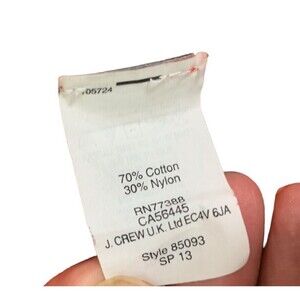 05724
70% Cotton
30% Nylon
RN77388
CA56445
J. CREW U.K. Ltd EC4V 6JA
Style 85093
SP 13